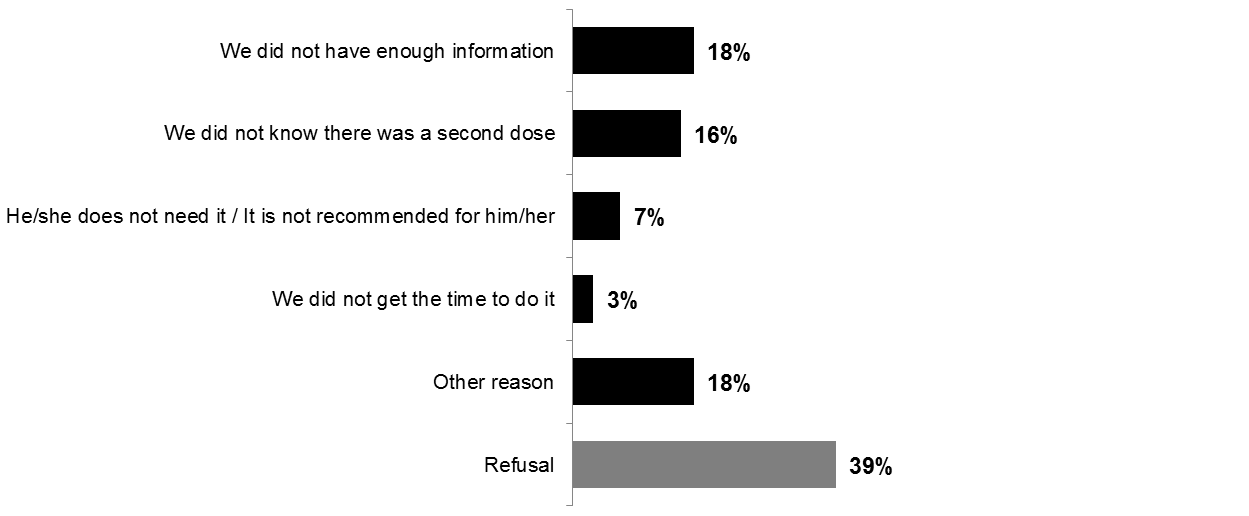 We did not have enough information 18%
We did not know there was a second dose 16%
He/she does not need it / It is not recommended for him/her 7%
We did not get the time to do it 3%
Other reason 18%
Refusal 39%